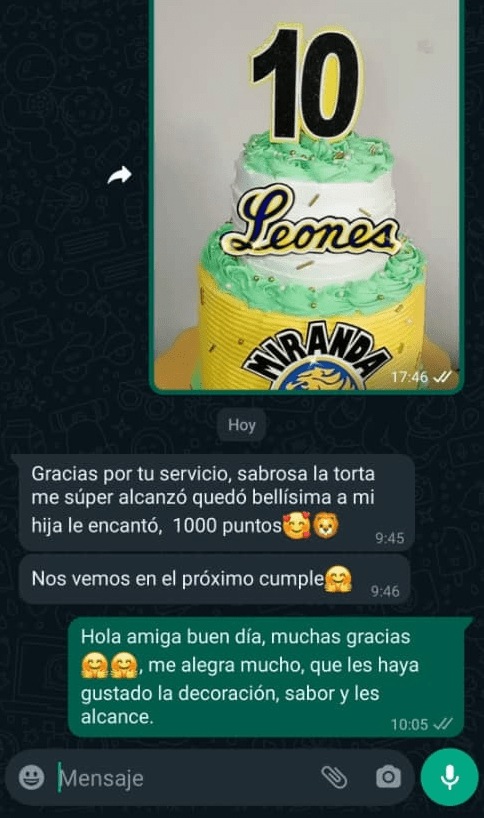 10
Leones
MIRANDA
17:46
Hoy
Gracias por tu servicio, sabrosa la torta
me súper alcanzó quedó bellísima a mi
hija le encantó, 1000 puntos🥰🦁
9:45
Nos vemos en el próximo cumple🤗
9:46
Hola amiga buen día, muchas gracias
🤗🤗, me alegra mucho, que les haya
gustado la decoración, sabor y les
alcance.
10:05
Mensaje